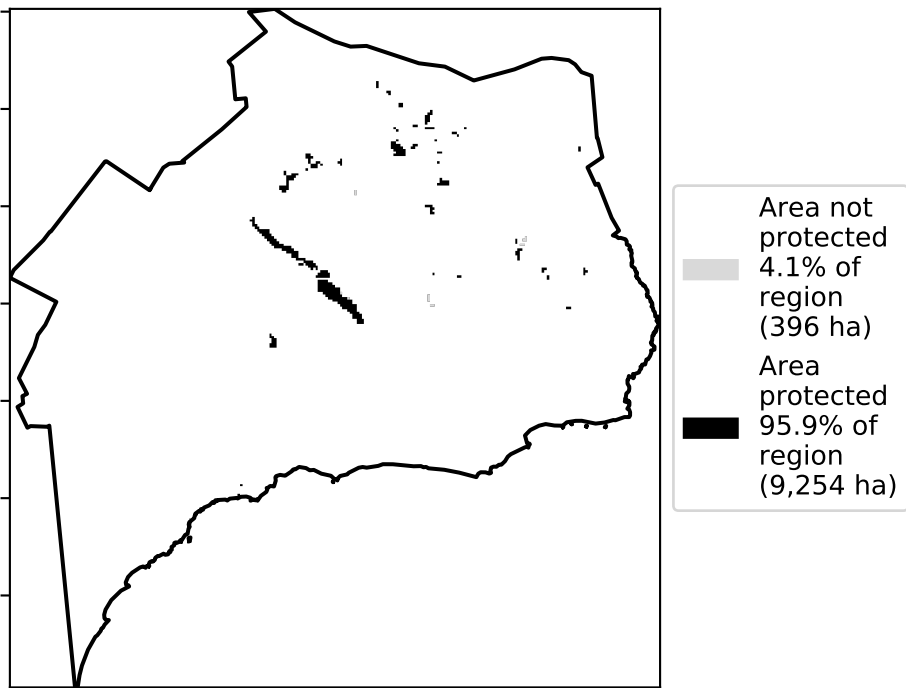 Area not
protected
4.1% of
region
(396 ha)
Area
protected
95.9% of
region
(9,254 ha)